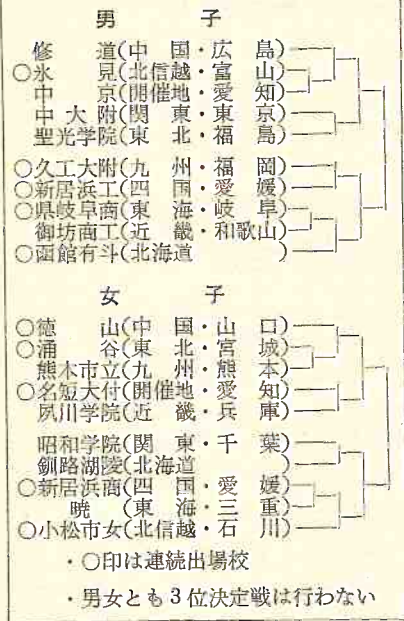 男子
修道(中国・広島)
○氷見(北信越・富山)
中京(開催地・愛知)
中大附(関東・東京)
聖光学院(東北・福島)
○久工大附(九州・福岡)
○新居浜工(四国・愛媛)
○県岐阜商(東海・岐阜)
御坊商工(近畿・和歌山)
○函館有斗(北海道)
女子
○徳山(中国・山口)
○涌谷(東北・宮城)
熊本市立(九州・熊本)
○名短大付(開催地・愛知)
夙川学院(近畿・兵庫)
昭和学院(関東・千葉)
釧路湖陵(北海道)
○新居浜商(四国・愛媛)
暁(東海・三重)
○小松市女(北信越・石川)
・○印は連続出場校
・男女とも3位決定戦は行わない